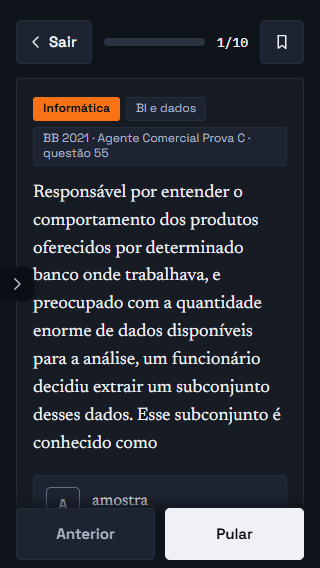 Sair
1/10
Informática
BI e dados
BB 2021 · Agente Comercial Prova C ·
questão 55
Responsável por entender o
comportamento dos produtos
oferecidos por determinado
banco onde trabalhava, e
preocupado com a quantidade
enorme de dados disponíveis
para a análise, um funcionário
decidiu extrair um subconjunto
desses dados. Esse subconjunto é
conhecido como
A
amostra
Anterior
Pular